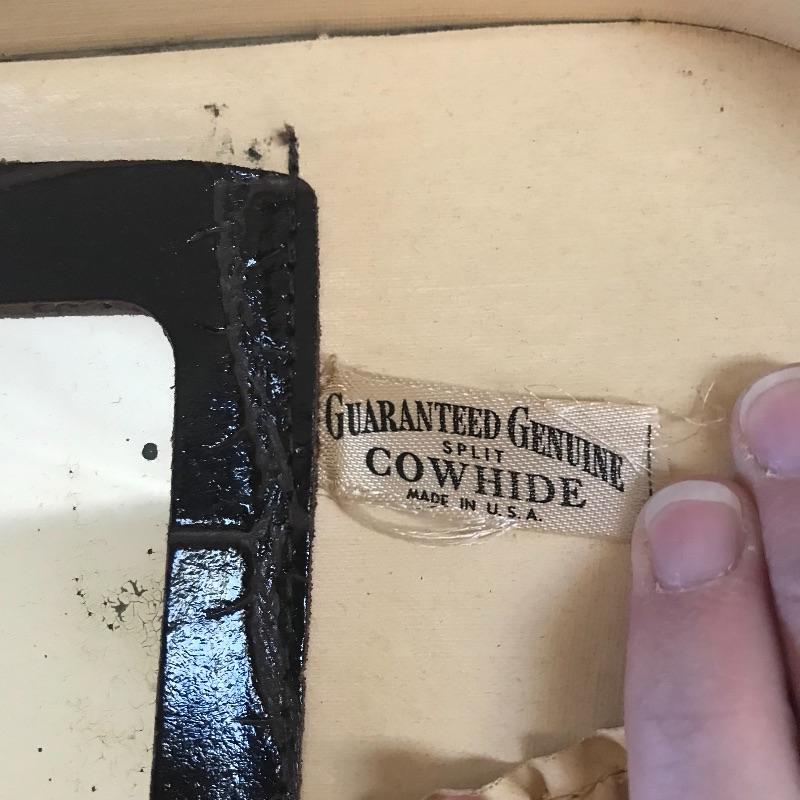 GUARANTEED GENUINE
SPLIT
COWHIDE
MADE IN U.S.A.